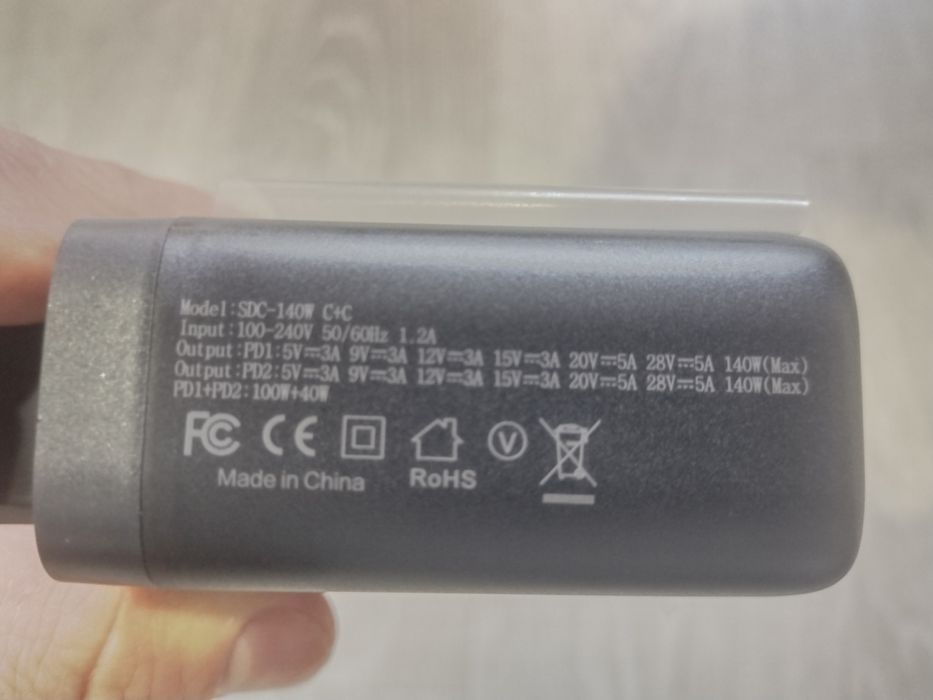 Model:SDC-140W C+C
Input:100-240V 50/60Hz 1.2A
Output:PD1:5V⎓3A 9V⎓3A 12V⎓3A 15V⎓3A 20V⎓5A 28V⎓5A 140W(Max)
Output:PD2:5V⎓3A 9V⎓3A 12V⎓3A 15V⎓3A 20V⎓5A 28V⎓5A 140W(Max)
PD1+PD2:100W+40W
FC CE V
Made in China RoHS